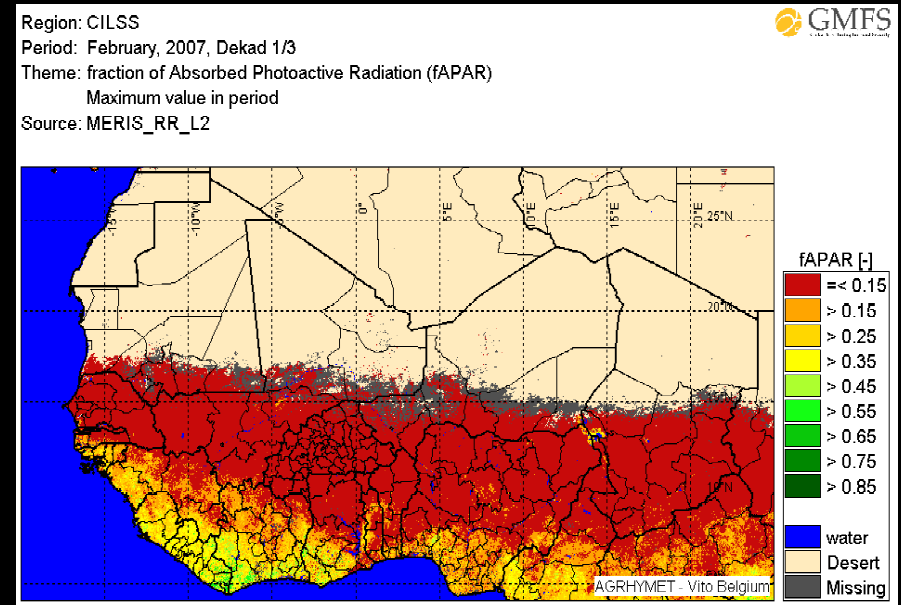 Region: CILSS
GMFS
Period: February, 2007, Dekad 1/3
Theme: fraction of Absorbed Photoactive Radiation (fAPAR)
Maximum value in period
Source: MERIS_RR_L2
15°W
10°W
5°W
0°
5°E
10°E
15°E
20°E
25°N
20°N
10°N
fAPAR [-]
=< 0.15
> 0.15
> 0.25
> 0.35
> 0.45
> 0.55
> 0.65
> 0.75
> 0.85
water
Desert
Missing
AGRHYMET - Vito Belgium